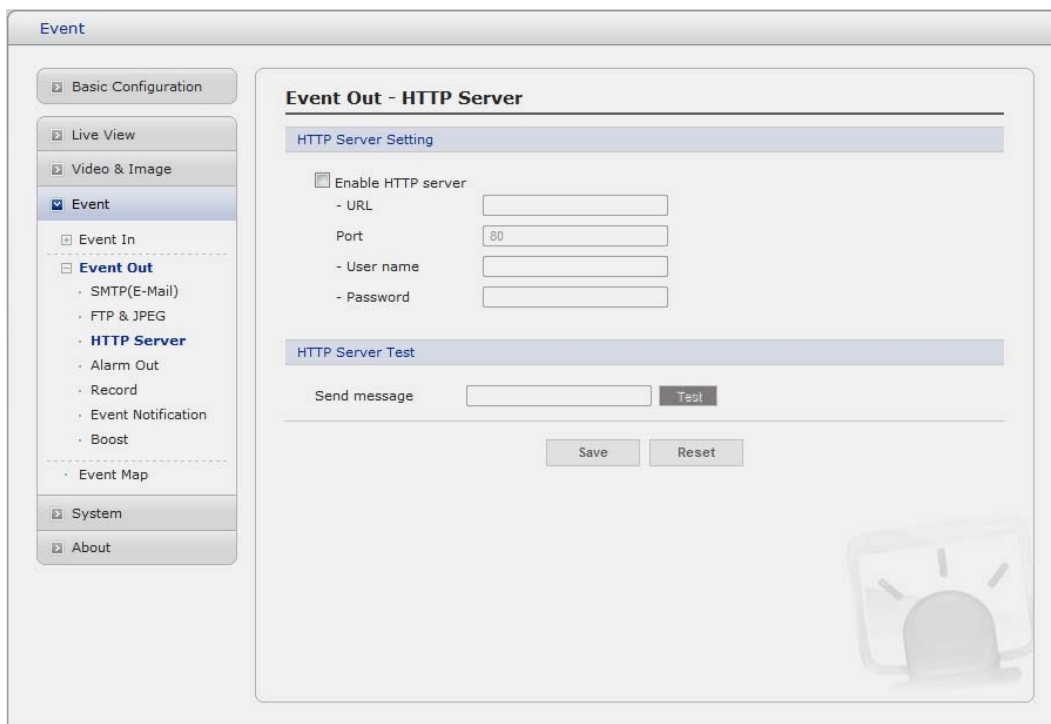 Event
Basic Configuration
Live View
Video & Image
Event
Event In
Event Out
· SMTP(E-Mail)
· FTP & JPEG
· HTTP Server
· Alarm Out
· Record
· Event Notification
· Boost
· Event Map
System
About
Event Out - HTTP Server
HTTP Server Setting
Enable HTTP server
- URL
Port 80
- User name
- Password
HTTP Server Test
Send message Test
Save Reset